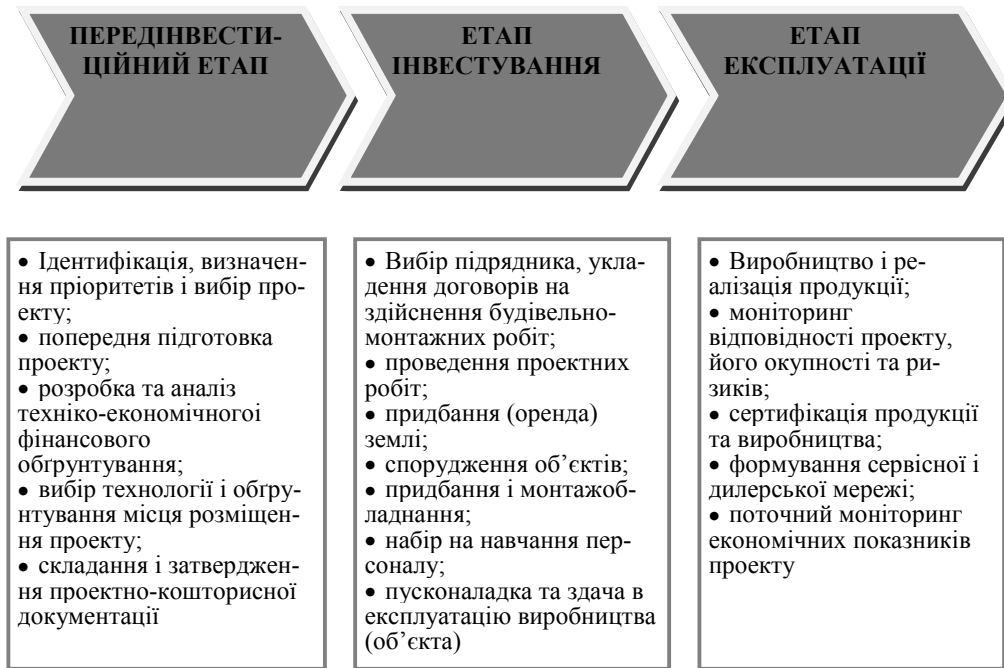 ПЕРЕДІНВЕСТИ-
ЦІЙНИЙ ЕТАП
ЕТАП
ІНВЕСТУВАННЯ
ЕТАП
ЕКСПЛУАТАЦІЇ
• Ідентифікація, визначен-
ня пріоритетів і вибір про-
екту;
• попередня підготовка
проекту;
• розробка та аналіз
техніко-економічногоі
фінансового
обґрунтування;
• вибір технології і обґру-
нтування місця розміщен-
ня проекту;
• складання і затверджен-
ня проектно-кошторисної
документації
• Вибір підрядника, укла-
дення договорів на
здійснення будівельно-
монтажних робіт;
• проведення проектних
робіт;
• придбання (оренда)
землі;
• спорудження об’єктів;
• придбання і монтажоб-
ладнання;
• набір на навчання пер-
соналу;
• пусконаладка та здача в
експлуатацію виробництва
(об’єкта)
• Виробництво і ре-
алізація продукції;
• моніторинг
відповідності проекту,
його окупності та ри-
зиків;
• сертифікація продукції
та виробництва;
• формування сервісної і
дилерської мережі;
• поточний моніторинг
економічних показників
проекту